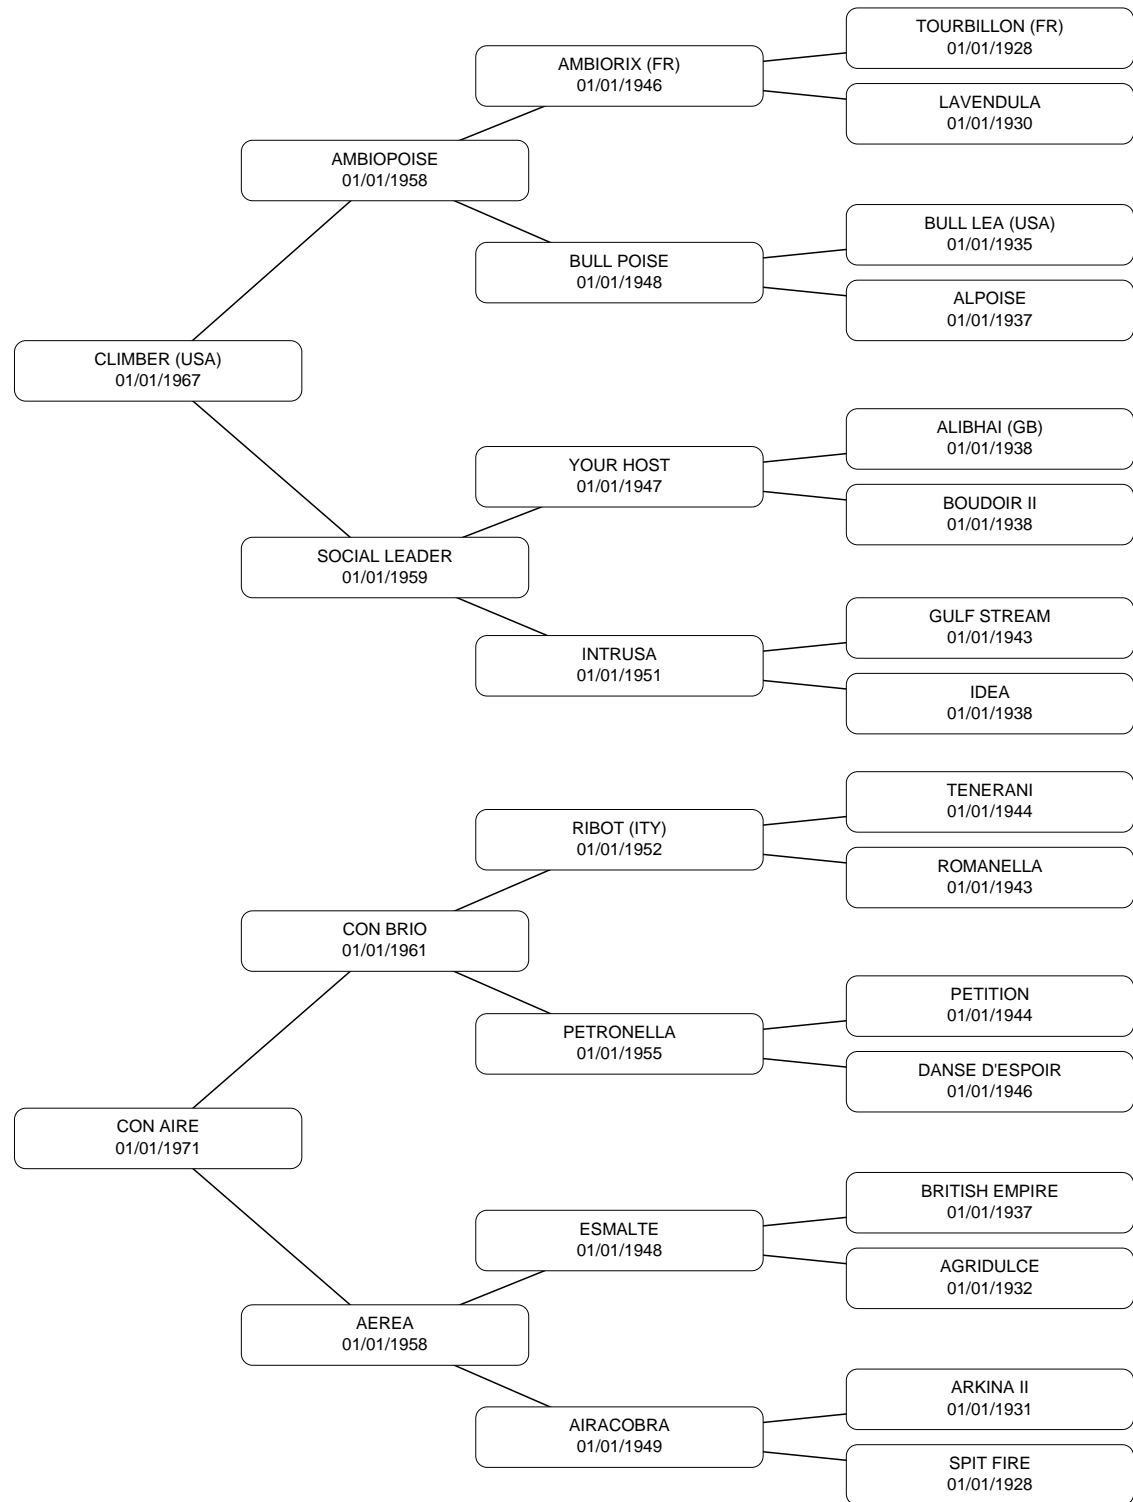 TOURBILLON (FR)
01/01/1928
AMBIORIX (FR)
01/01/1946
LAVENDULA
01/01/1930
AMBIOPOISE
01/01/1958
BULL LEA (USA)
01/01/1935
BULL POISE
01/01/1948
ALPOISE
01/01/1937
CLIMBER (USA)
01/01/1967
ALIBHAI (GB)
01/01/1938
YOUR HOST
01/01/1947
BOUDOIR II
01/01/1938
SOCIAL LEADER
01/01/1959
GULF STREAM
01/01/1943
INTRUSA
01/01/1951
IDEA
01/01/1938
TENERANI
01/01/1944
RIBOT (ITY)
01/01/1952
ROMANELLA
01/01/1943
CON BRIO
01/01/1961
PETITION
01/01/1944
PETRONELLA
01/01/1955
DANSE D'ESPOIR
01/01/1946
CON AIRE
01/01/1971
BRITISH EMPIRE
01/01/1937
ESMALTE
01/01/1948
AGRIDULCE
01/01/1932
AEREA
01/01/1958
ARKINA II
01/01/1931
AIRACOBRA
01/01/1949
SPIT FIRE
01/01/1928